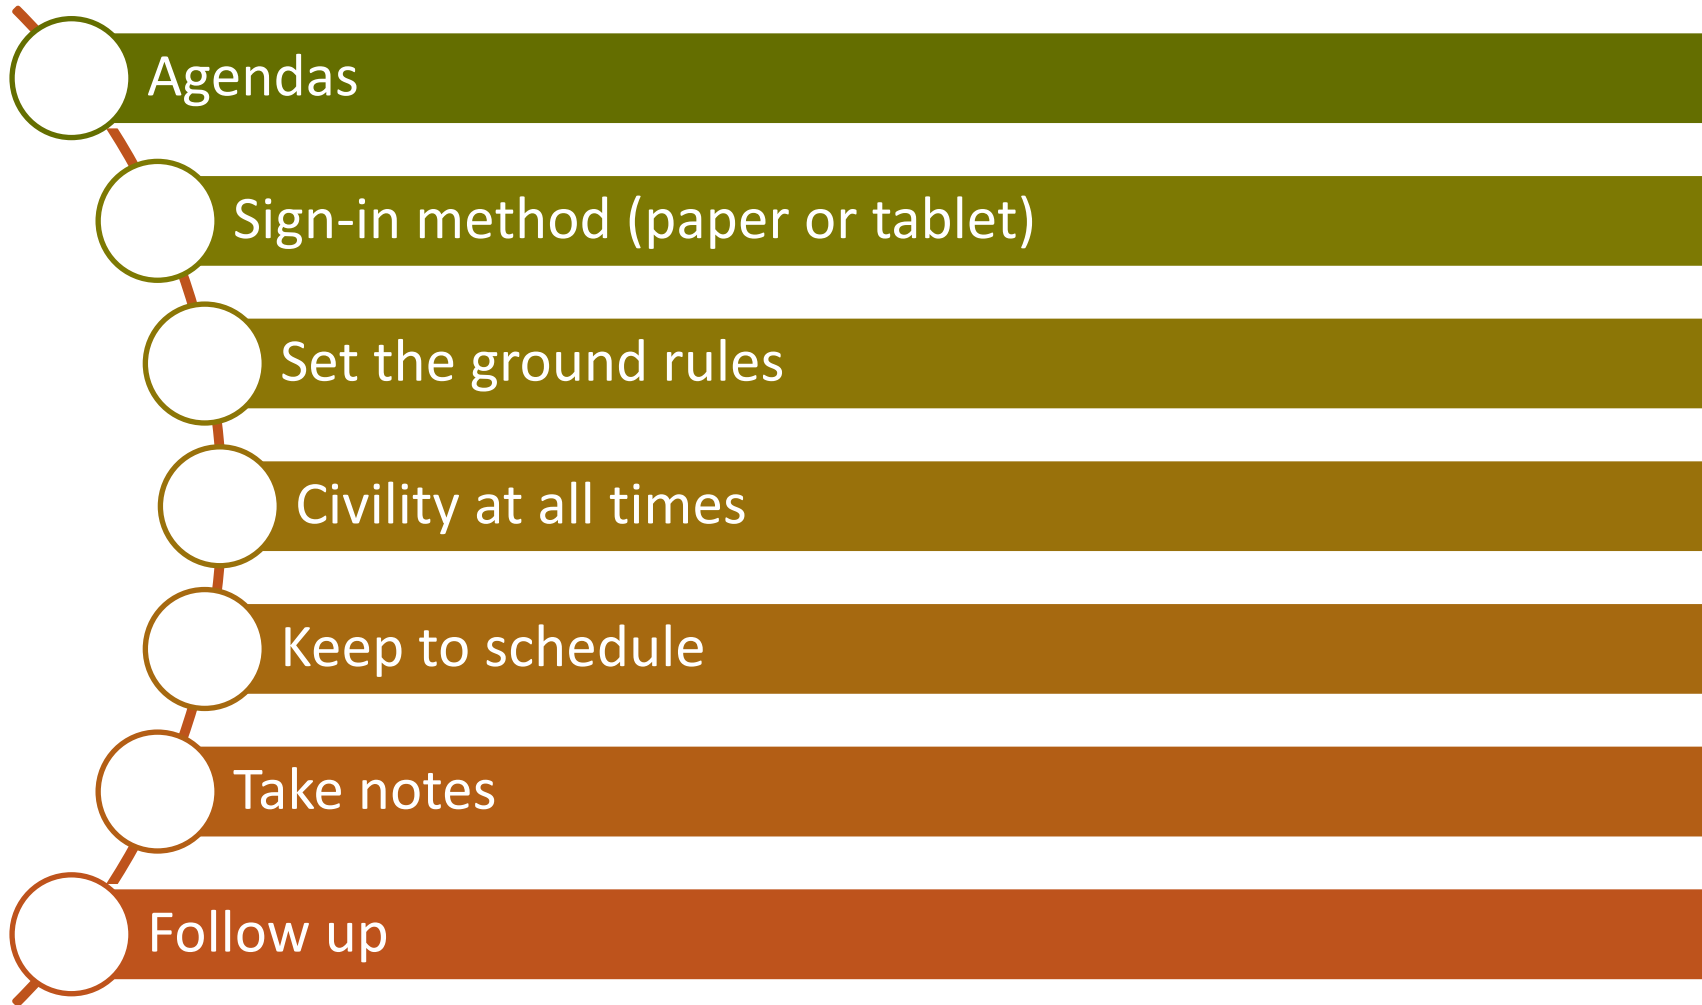 Agendas
Sign-in method (paper or tablet)
Set the ground rules
Civility at all times
Keep to schedule
Take notes
Follow up